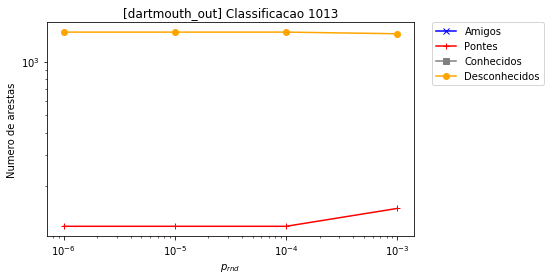 [dartmouth_out] Classificacao 1013
Amigos
Pontes
Conhecidos
Desconhecidos
Numero de arestas
10³
10⁻⁶ 10⁻⁵ 10⁻⁴ 10⁻³
p_rnd